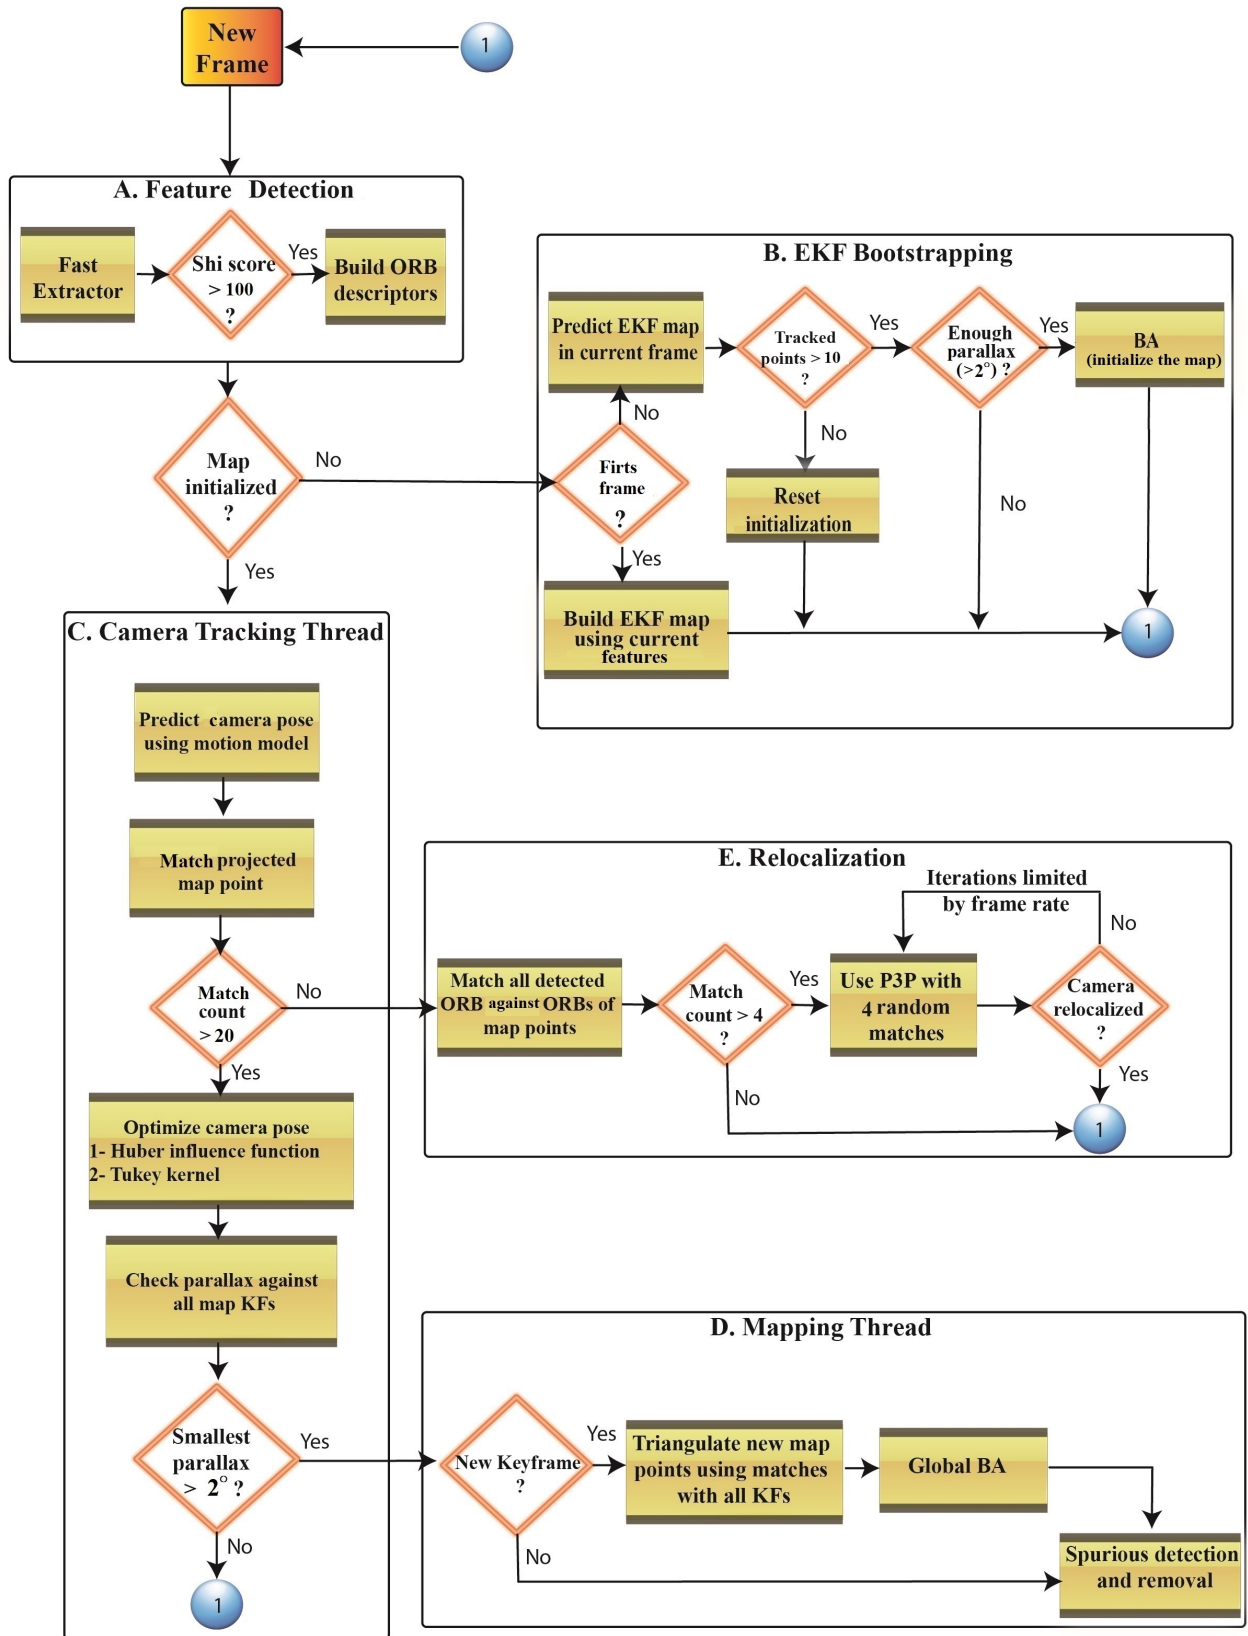 New
Frame
1
A. Feature Detection
Fast
Extractor
Shi score
> 100
?
Yes
Build ORB
descriptors
Map
initialized
?
No
Yes
B. EKF Bootstrapping
Predict EKF map
in current frame
Tracked
points > 10
?
Yes
Enough
parallax
(>2°) ?
Yes
BA
(initialize the map)
No
No
Firts
frame
?
Reset
initialization
No
Yes
Build EKF map
using current
features
1
C. Camera Tracking Thread
Predict camera pose
using motion model
Match projected
map point
Match
count
> 20
No
Yes
Optimize camera pose
1- Huber influence function
2- Tukey kernel
Check parallax against
all map KFs
Smallest
parallax
> 2° ?
Yes
No
1
E. Relocalization
Iterations limited
by frame rate
No
Match all detected
ORB against ORBs of
map points
Match
count > 4
?
Yes
Use P3P with
4 random
matches
Camera
relocalized
?
Yes
No
1
D. Mapping Thread
New Keyframe
?
Yes
Triangulate new map
points using matches
with all KFs
Global BA
No
Spurious detection
and removal